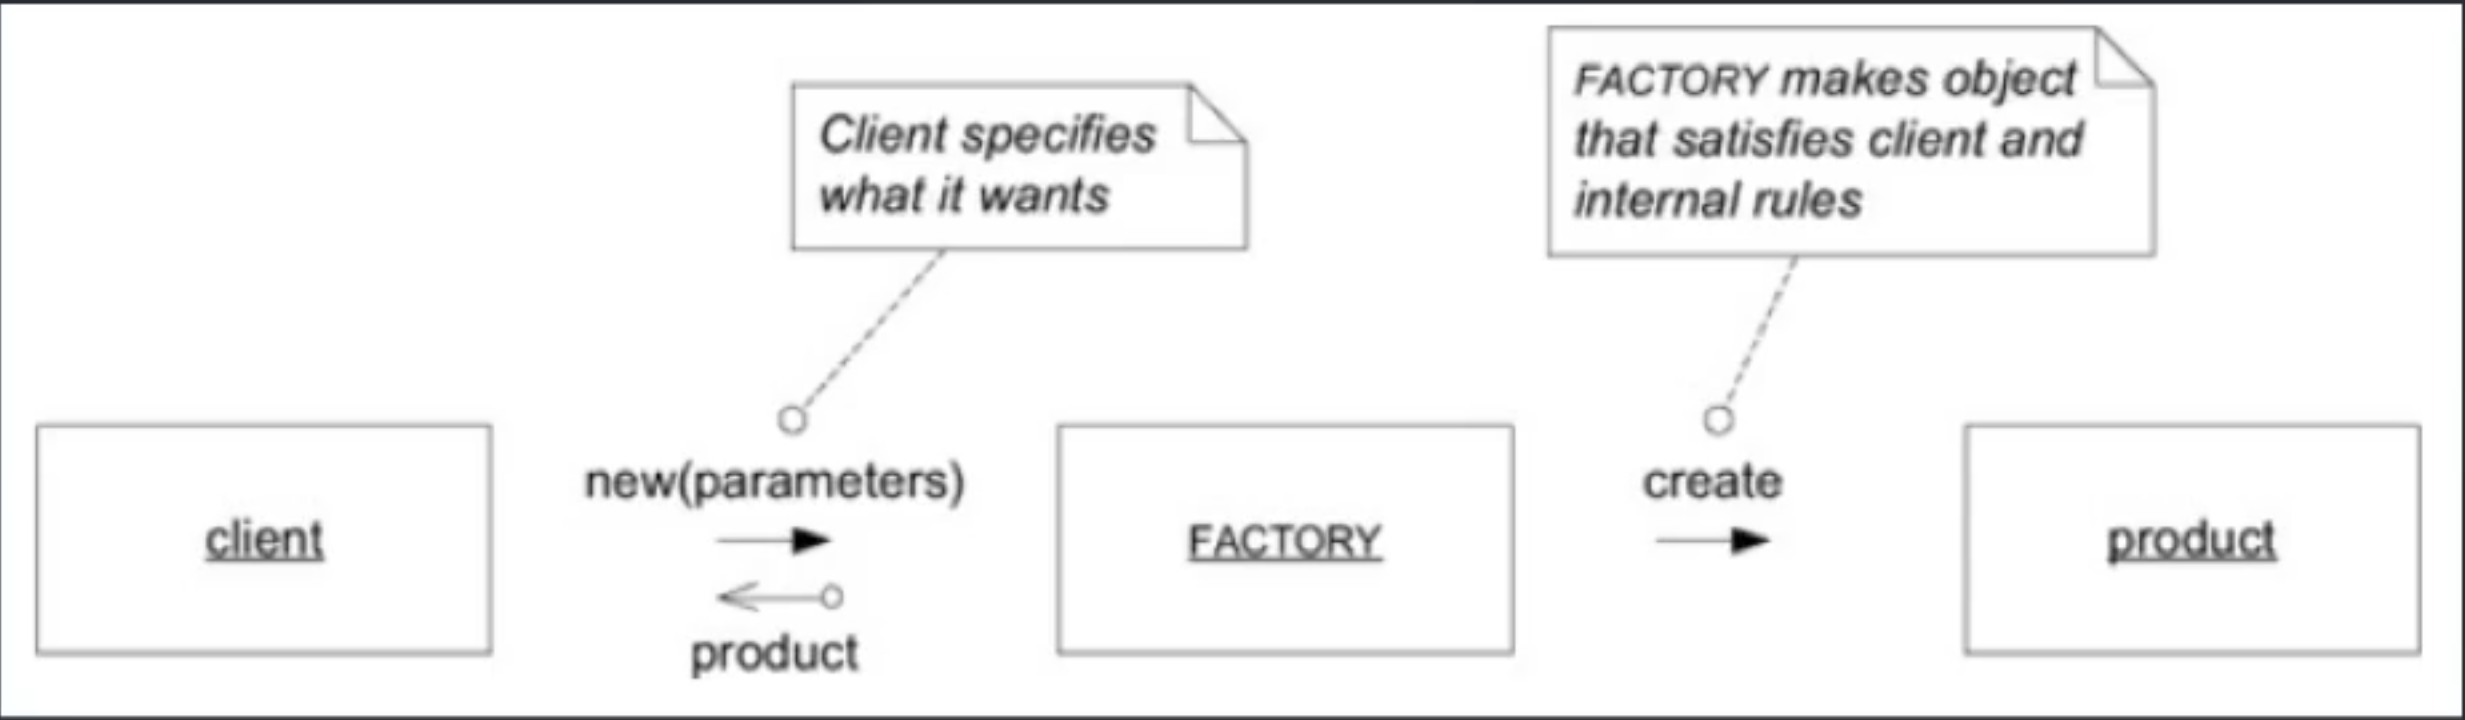 Client specifies
what it wants
FACTORY makes object
that satisfies client and
internal rules
client
new(parameters)
product
FACTORY
create
product